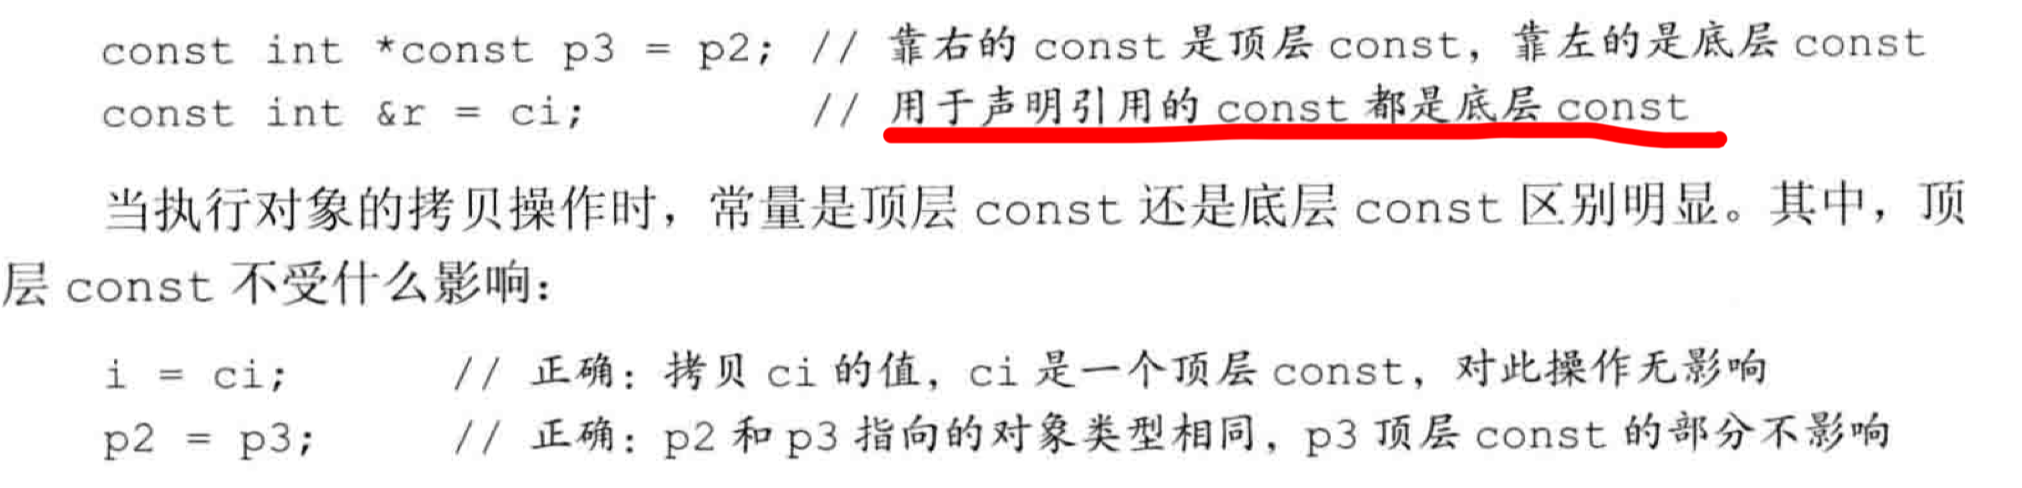 const int *const p3 = p2; // 靠右的 const 是顶层 const，靠左的是底层 const
const int &r = ci; // 用于声明引用的 const 都是底层 const
当执行对象的拷贝操作时，常量是顶层 const 还是底层 const 区别明显。其中，顶
层 const 不受什么影响：
i = ci; // 正确：拷贝 ci 的值，ci 是一个顶层 const，对此操作无影响
p2 = p3; // 正确：p2 和 p3 指向的对象类型相同，p3 顶层 const 的部分不影响